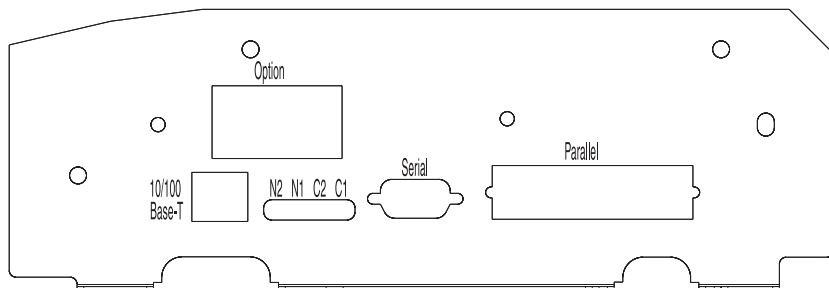 Option
Serial
Parallel
10/100
Base-T
N2 N1 C2 C1